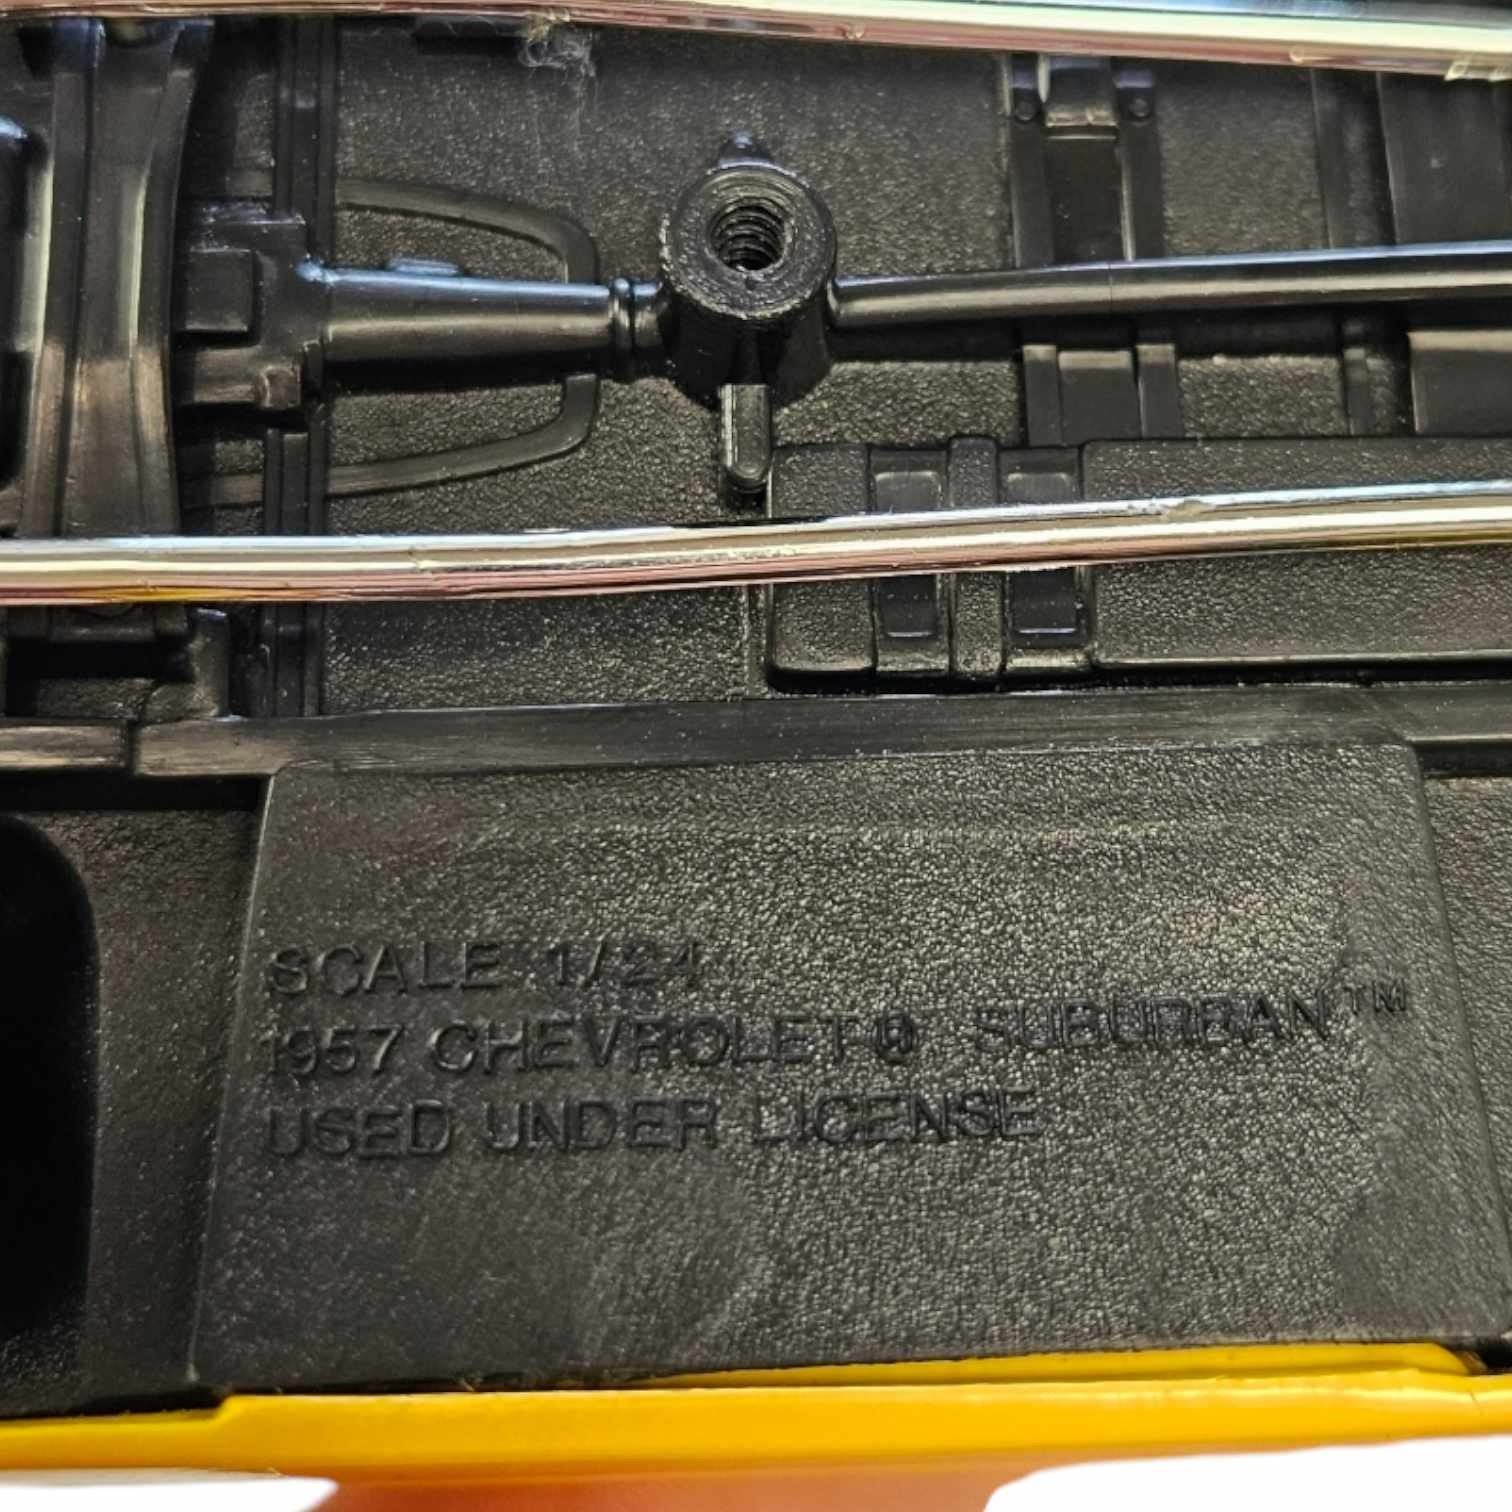 SCALE 1/24
1957 CHEVROLET® SUBURBAN™
USED UNDER LICENSE